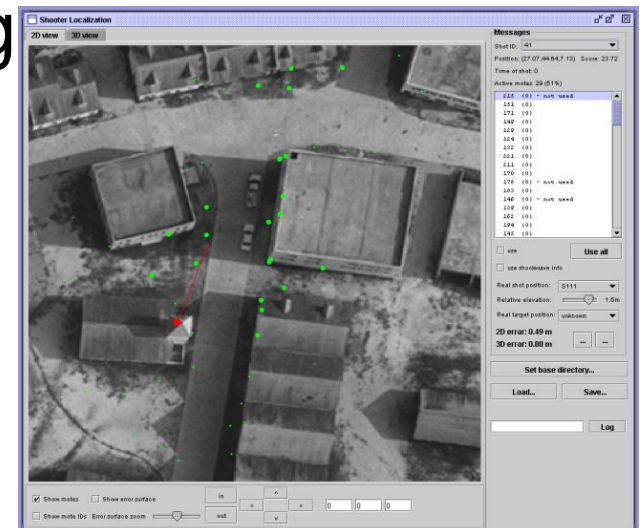 g
Shooter Localization
2D view 3D view
Messages
Shot ID: 41
Position: (27.07,44.64,7.13) Score: 23.72
Time of shot: 0
Active motes: 29 (51%)
213 (0) - not used
131 (0)
171 (0)
149 (0)
129 (0)
124 (0)
132 (0)
221 (0)
211 (0)
170 (0)
178 (0) - not used
103 (0)
146 (0) - not used
139 (0)
162 (0)
194 (0)
145 (0)
use Use all
use shockwave info
Real shot position: S111
Relative elevation: 1.5m
Real target position: unknown
2D error: 0.49 m
3D error: 0.88 m
... ...
Set base directory...
Load... Save...
Log
Show motes Show error surface in ^
Show mote IDs Error surface zoom out < > v 0 0 0